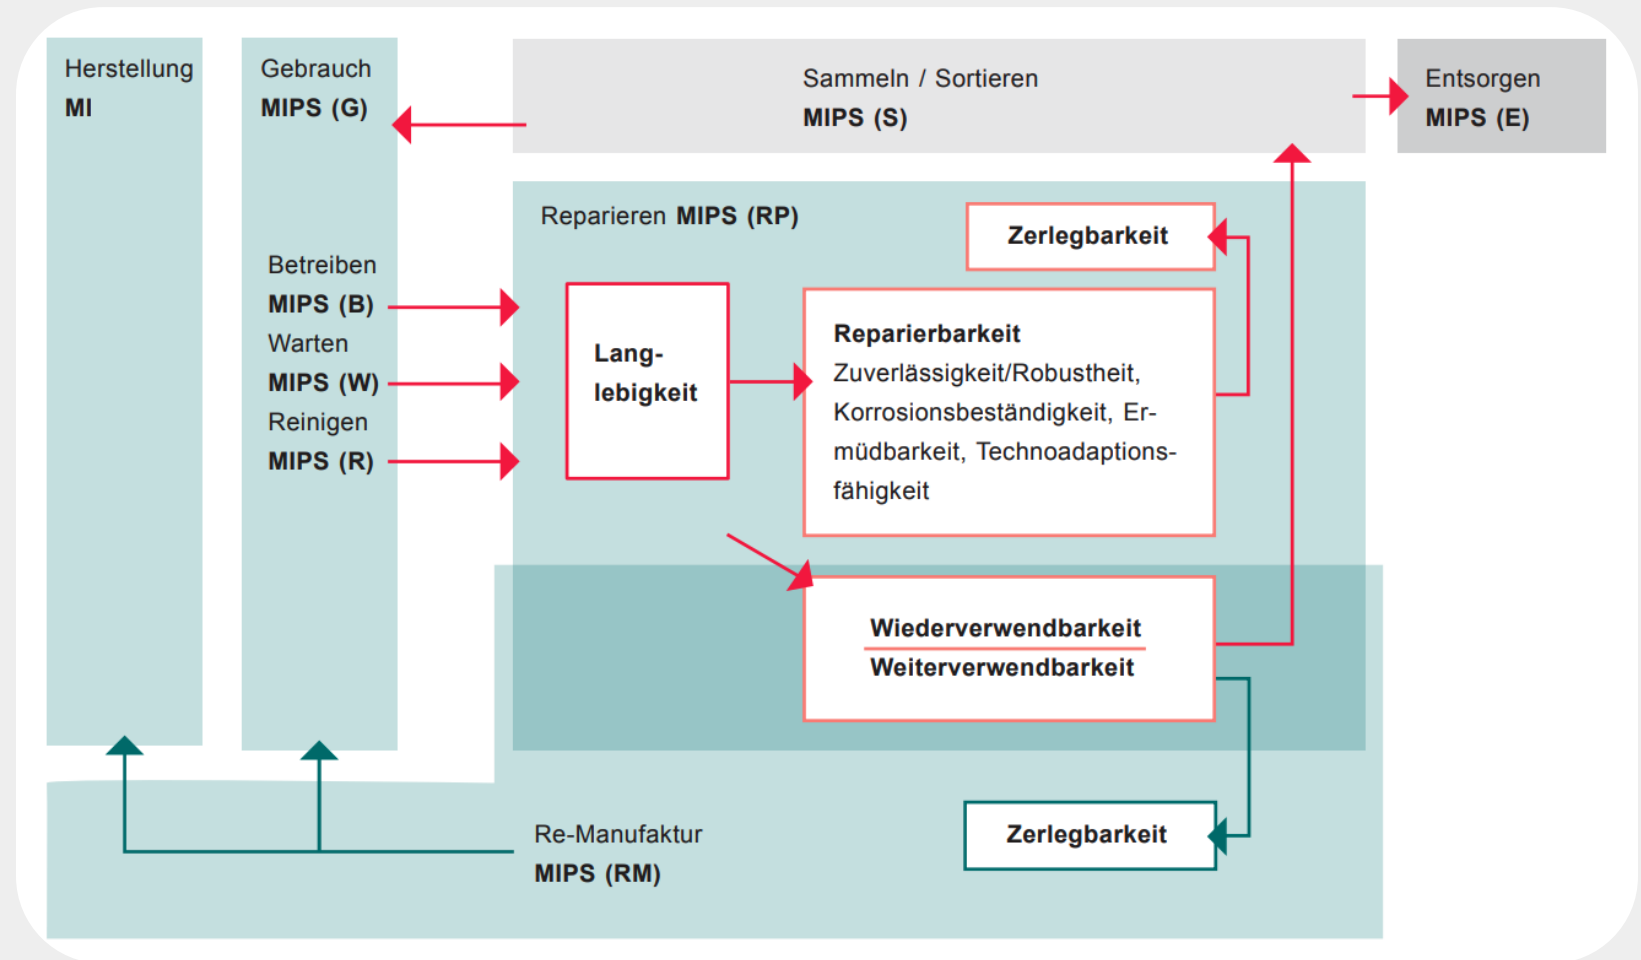 Herstellung
MI
Gebrauch
MIPS (G)
Sammeln / Sortieren
MIPS (S)
Entsorgen
MIPS (E)
Betreiben
MIPS (B)
Warten
MIPS (W)
Reinigen
MIPS (R)
Reparieren MIPS (RP)
Zerlegbarkeit
Lang-
lebigkeit
Reparierbarkeit
Zuverlässigkeit/Robustheit,
Korrosionsbeständigkeit, Er-
müdbarkeit, Technoadaptions-
fähigkeit
Wiederverwendbarkeit
Weiterverwendbarkeit
Re-Manufaktur
MIPS (RM)
Zerlegbarkeit